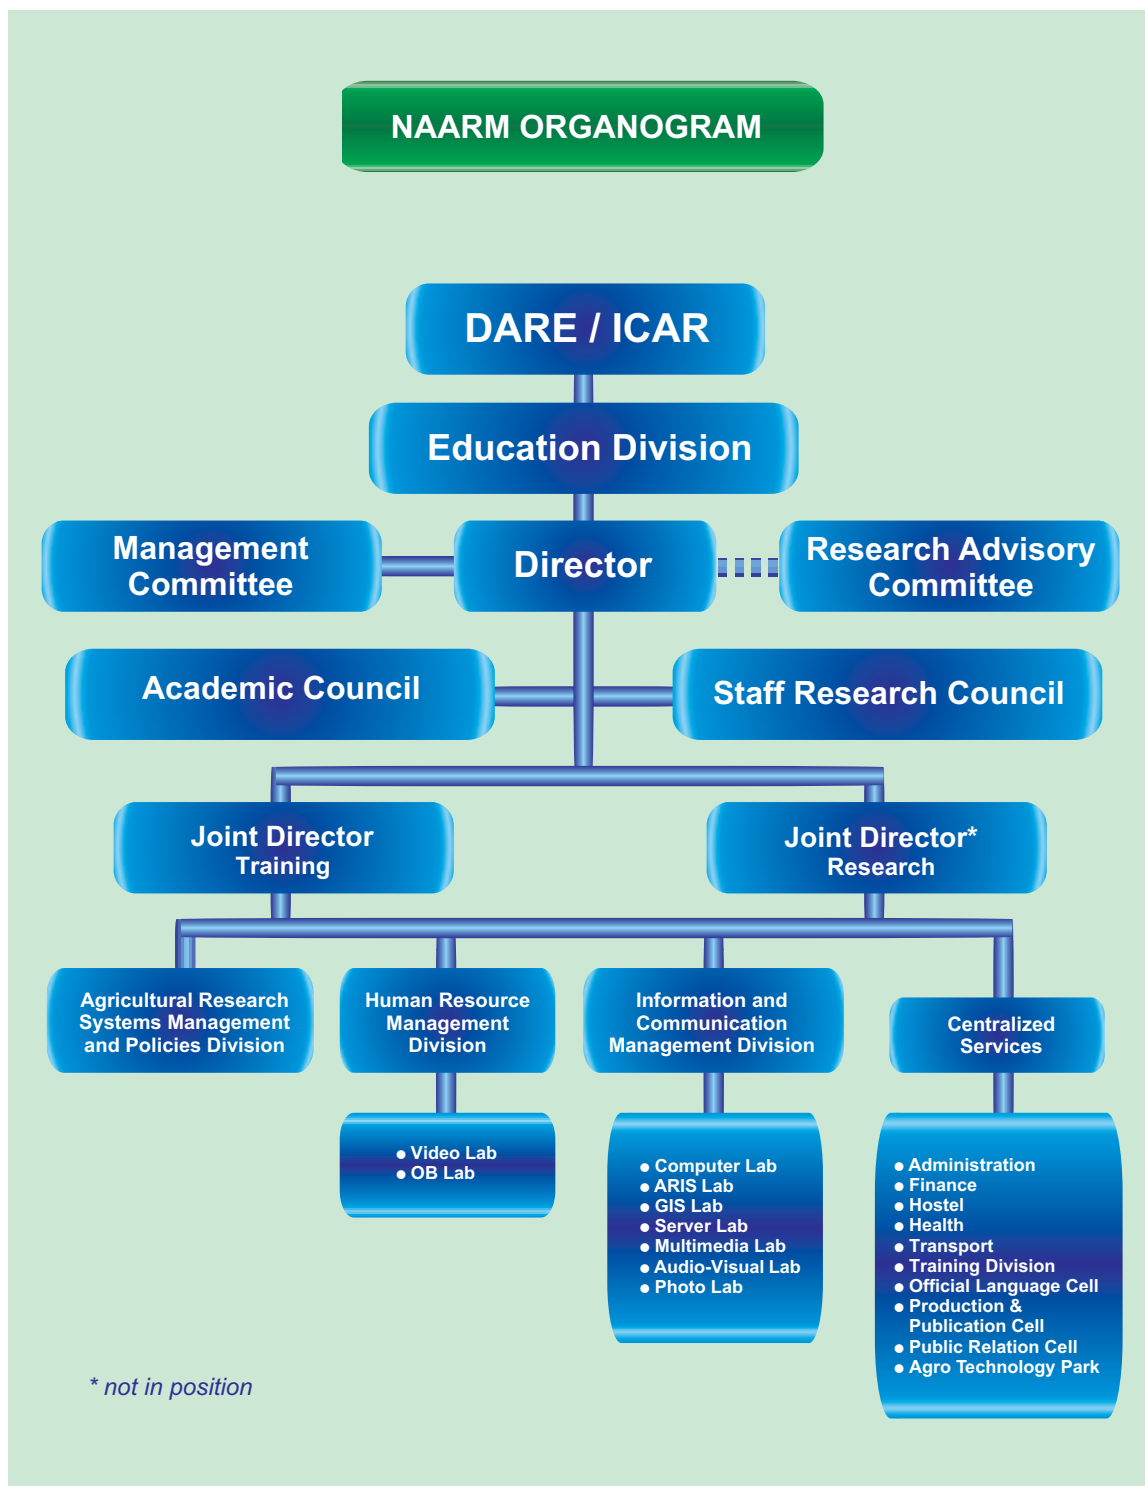 NAARM ORGANOGRAM
DARE / ICAR
Education Division
Management
Committee
Director
Research Advisory
Committee
Academic Council
Staff Research Council
Joint Director
Training
Joint Director*
Research
Agricultural Research
Systems Management
and Policies Division
Human Resource
Management
Division
Information and
Communication
Management Division
Centralized
Services
● Video Lab
● OB Lab
● Computer Lab
● ARIS Lab
● GIS Lab
● Server Lab
● Multimedia Lab
● Audio-Visual Lab
● Photo Lab
● Administration
● Finance
● Hostel
● Health
● Transport
● Training Division
● Official Language Cell
● Production &
Publication Cell
● Public Relation Cell
● Agro Technology Park
* not in position